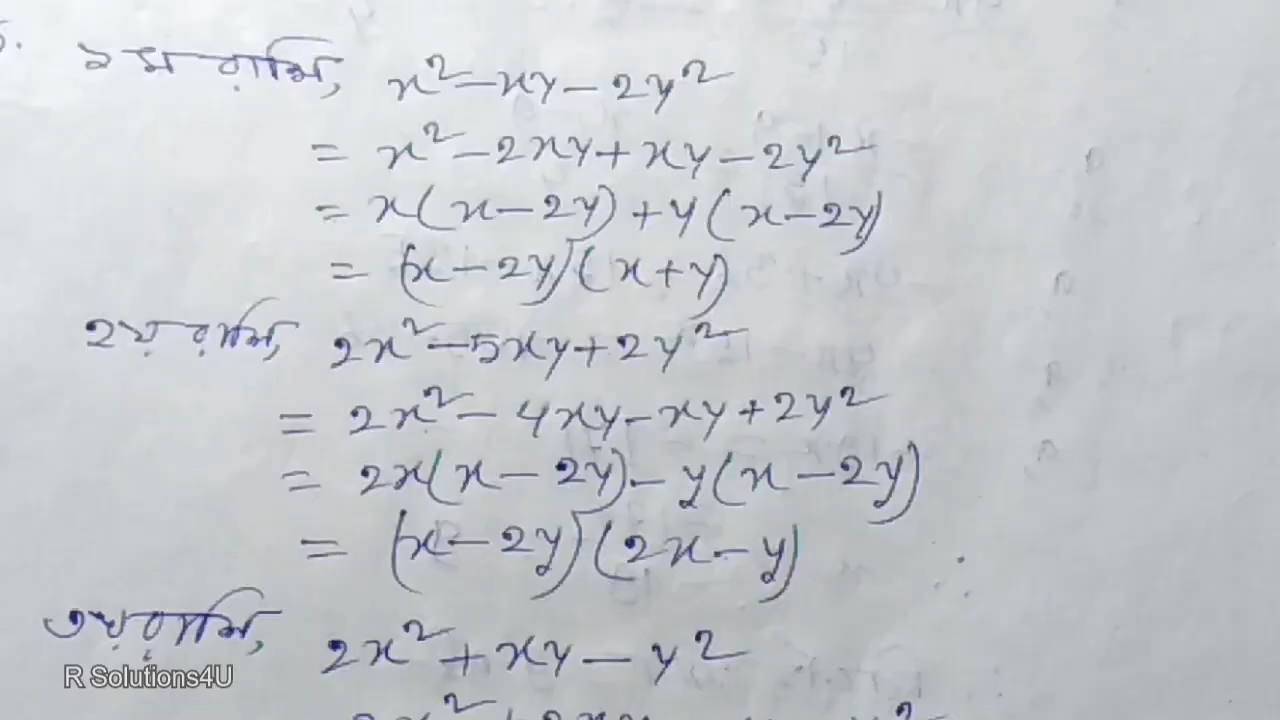 ১ম রাশি, x² - xy - 2y²
= x² - 2xy + xy - 2y²
= x(x - 2y) + y(x - 2y)
= (x - 2y)(x + y)
২য় রাশি, 2x² - 5xy + 2y²
= 2x² - 4xy - xy + 2y²
= 2x(x - 2y) - y(x - 2y)
= (x - 2y)(2x - y)
৩য় রাশি, 2x² + xy - y²
R Solutions4U